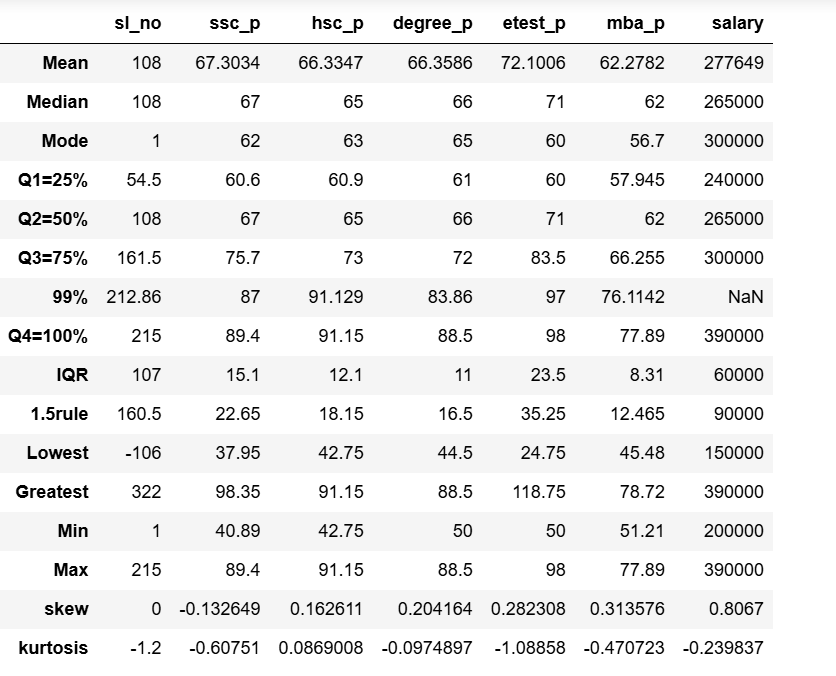 sl_no ssc_p hsc_p degree_p etest_p mba_p salary
Mean 108 67.3034 66.3347 66.3586 72.1006 62.2782 277649
Median 108 67 65 66 71 62 265000
Mode 1 62 63 65 60 56.7 300000
Q1=25% 54.5 60.6 60.9 61 60 57.945 240000
Q2=50% 108 67 65 66 71 62 265000
Q3=75% 161.5 75.7 73 72 83.5 66.255 300000
99% 212.86 87 91.129 83.86 97 76.1142 NaN
Q4=100% 215 89.4 91.15 88.5 98 77.89 390000
IQR 107 15.1 12.1 11 23.5 8.31 60000
1.5rule 160.5 22.65 18.15 16.5 35.25 12.465 90000
Lowest -106 37.95 42.75 44.5 24.75 45.48 150000
Greatest 322 98.35 91.15 88.5 118.75 78.72 390000
Min 1 40.89 42.75 50 50 51.21 200000
Max 215 89.4 91.15 88.5 98 77.89 390000
skew 0 -0.132649 0.162611 0.204164 0.282308 0.313576 0.8067
kurtosis -1.2 -0.60751 0.0869008 -0.0974897 -1.08858 -0.470723 -0.239837